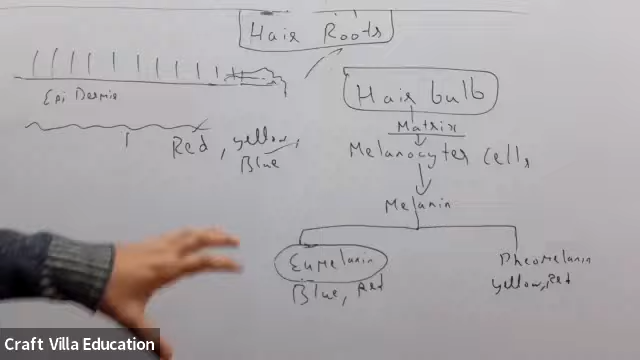 Hair Roots
Epi Dermis
Red, yellow,
Blue
Hair bulb
Matrix
Melanocyter cells
Melanin
EuMelanin
Blue, Red
PheoMelanin
yellow, Red
Craft Villa Education